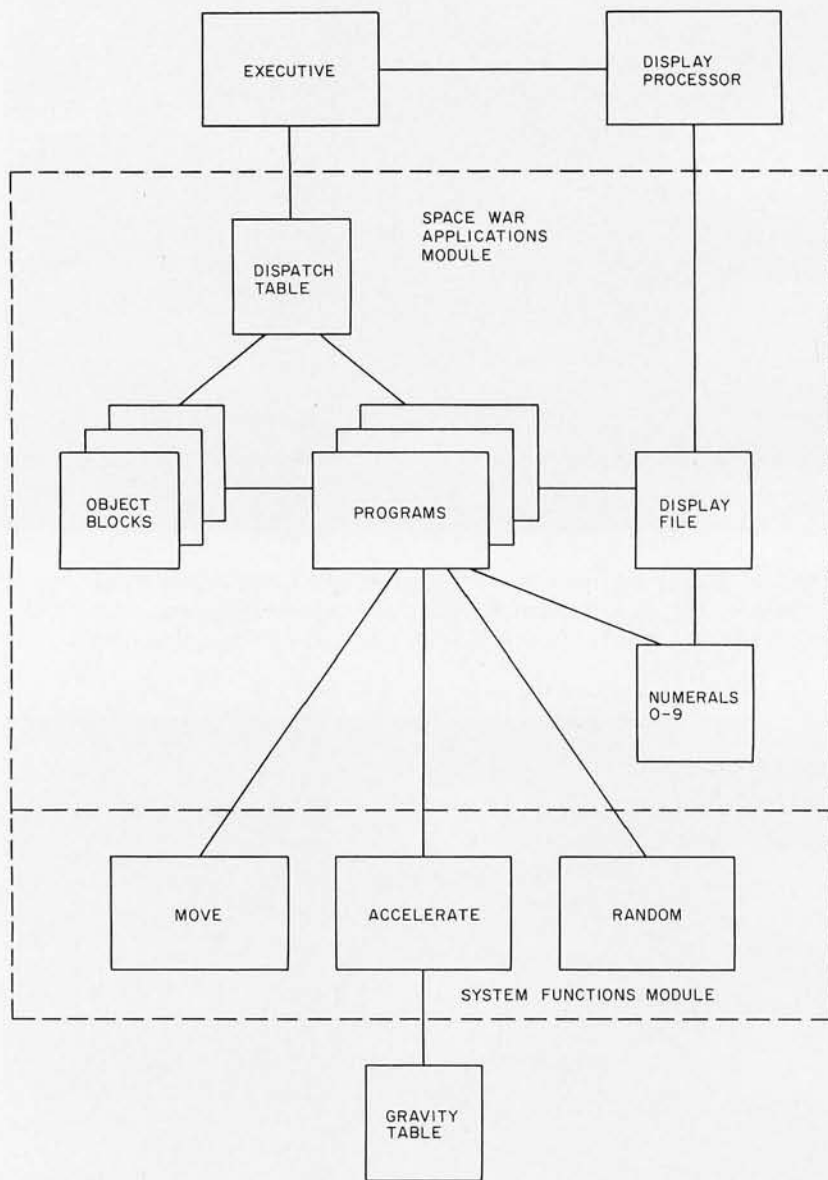 EXECUTIVE
DISPLAY
PROCESSOR
SPACE WAR
APPLICATIONS
MODULE
DISPATCH
TABLE
OBJECT
BLOCKS
PROGRAMS
DISPLAY
FILE
NUMERALS
0-9
MOVE
ACCELERATE
RANDOM
SYSTEM FUNCTIONS MODULE
GRAVITY
TABLE